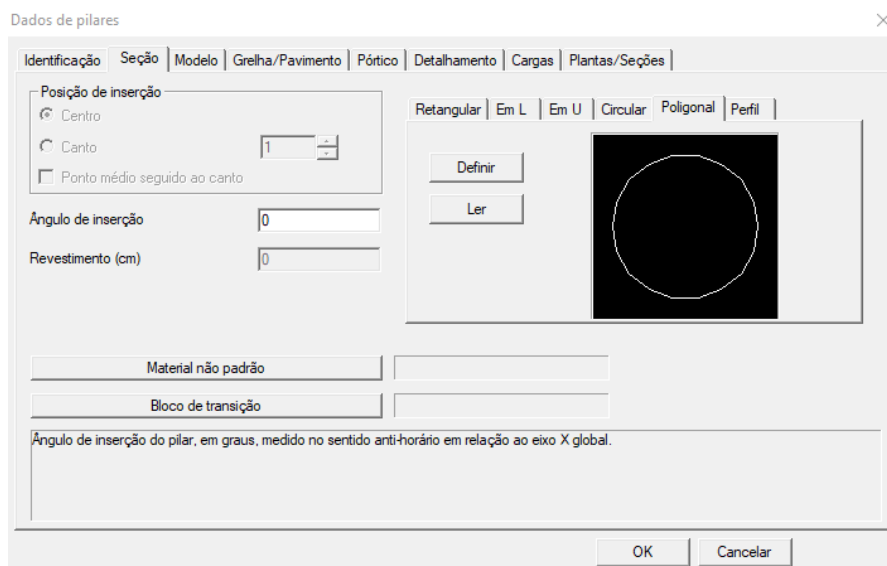 Dados de pilares
Identificação Seção Modelo Grelha/Pavimento Pórtico Detalhamento Cargas Plantas/Seções
Posição de inserção
Centro
Canto 1
Ponto médio seguido ao canto
Ângulo de inserção 0
Revestimento (cm) 0
Retangular Em L Em U Circular Poligonal Perfil
Definir
Ler
Material não padrão
Bloco de transição
Ângulo de inserção do pilar, em graus, medido no sentido anti-horário em relação ao eixo X global.
OK Cancelar